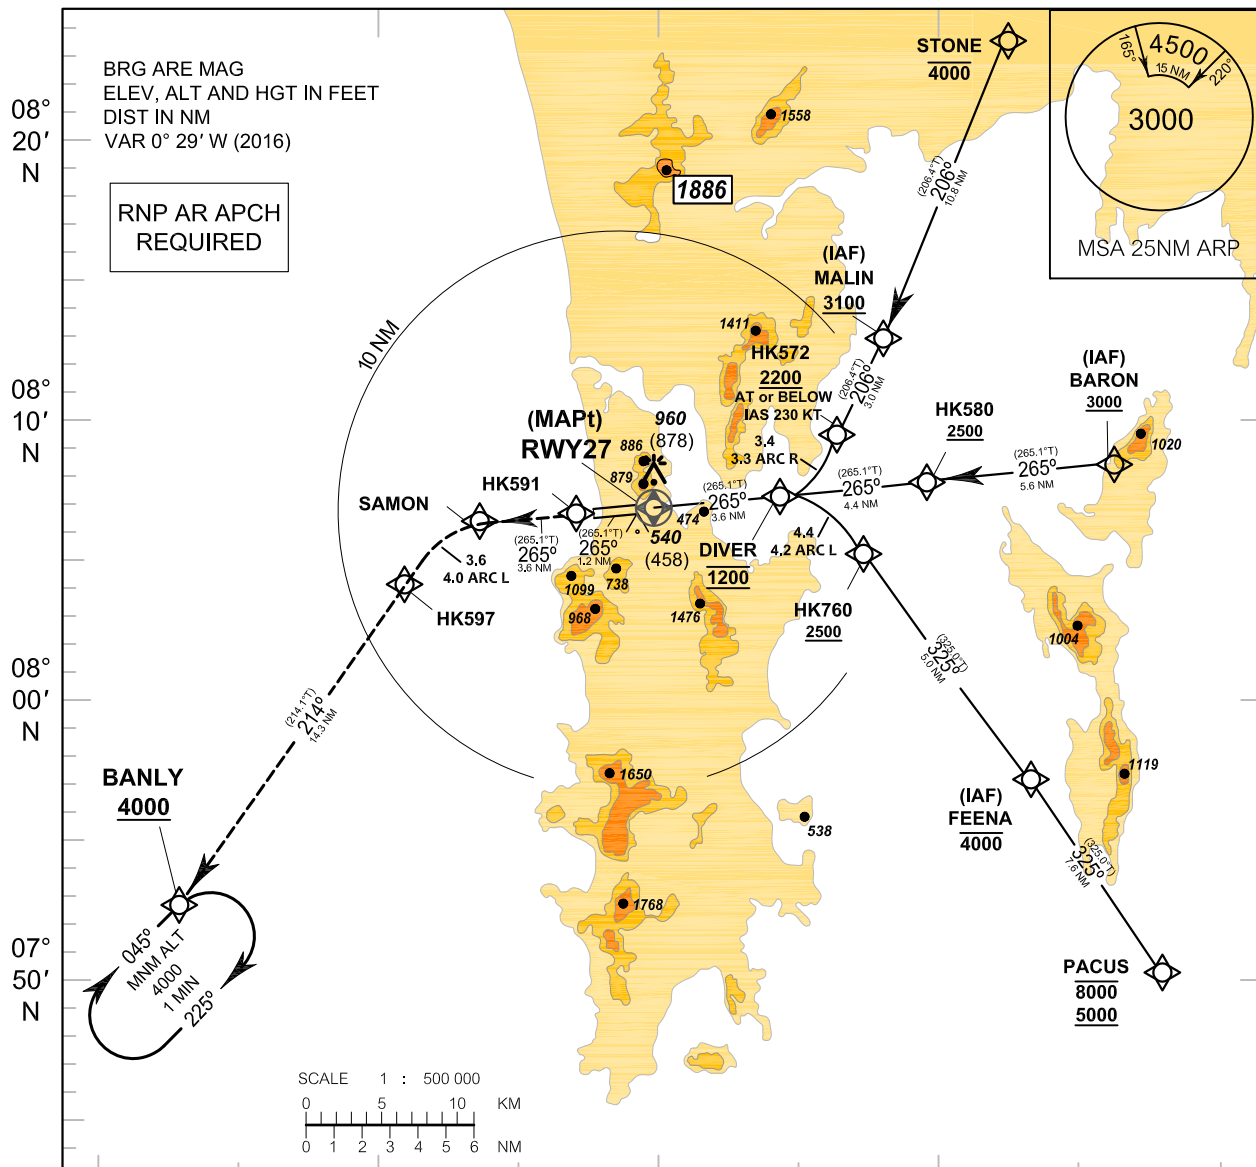 BRG ARE MAG
ELEV, ALT AND HGT IN FEET
DIST IN NM
VAR 0° 29' W (2016)
RNP AR APCH
REQUIRED
08°
20'
N
08°
10'
N
08°
00'
N
07°
50'
N
STONE
4000
165°
4500
15 NM
220°
3000
MSA 25NM ARP
1558
1886
(206.4°T)
206°
10.8 NM
(IAF)
MALIN
3100
10 NM
1411
HK572
2200
AT or BELOW
IAS 230 KT
(206.4°T)
206°
3.0 NM
(IAF)
BARON
3000
1020
HK580
2500
(MAPt)
RWY27
960
(878)
886
879
3.4
3.3 ARC R
(265.1°T)
265°
5.6 NM
(265.1°T)
265°
4.4 NM
(265.1°T)
265°
3.6 NM
HK591
SAMON
474
540
(458)
DIVER
1200
4.4
4.2 ARC L
(265.1°T)
265°
1.2 NM
(265.1°T)
265°
3.6 NM
3.6
4.0 ARC L
HK597
1099
738
968
1476
HK760
2500
1004
(325.0°T)
325°
5.0 NM
(214.1°T)
214°
14.3 NM
BANLY
4000
1650
538
1119
(IAF)
FEENA
4000
(325.0°T)
325°
7.6 NM
1768
045°
MNM ALT
4000
1 MIN
225°
PACUS
8000
5000
SCALE 1 : 500 000
0 5 10 KM
0 1 2 3 4 5 6 NM